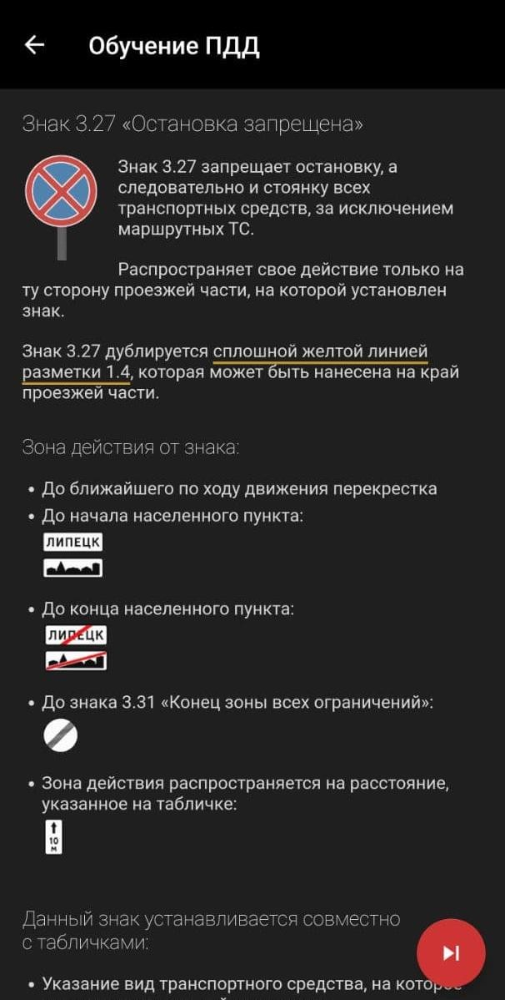 Обучение ПДД
Знак 3.27 «Остановка запрещена»
Знак 3.27 запрещает остановку, а
следовательно и стоянку всех
транспортных средств, за исключением
маршрутных ТС.
Распространяет свое действие только на
ту сторону проезжей части, на которой установлен
знак.
Знак 3.27 дублируется сплошной желтой линией
разметки 1.4, которая может быть нанесена на край
проезжей части.
Зона действия от знака:
• До ближайшего по ходу движения перекрестка
• До начала населенного пункта:
ЛИПЕЦК
• До конца населенного пункта:
ЛИПЕЦК
• До знака 3.31 «Конец зоны всех ограничений»:
• Зона действия распространяется на расстояние,
указанное на табличке:
10
М
Данный знак устанавливается совместно
с табличками:
• Указание вид транспортного средства, на